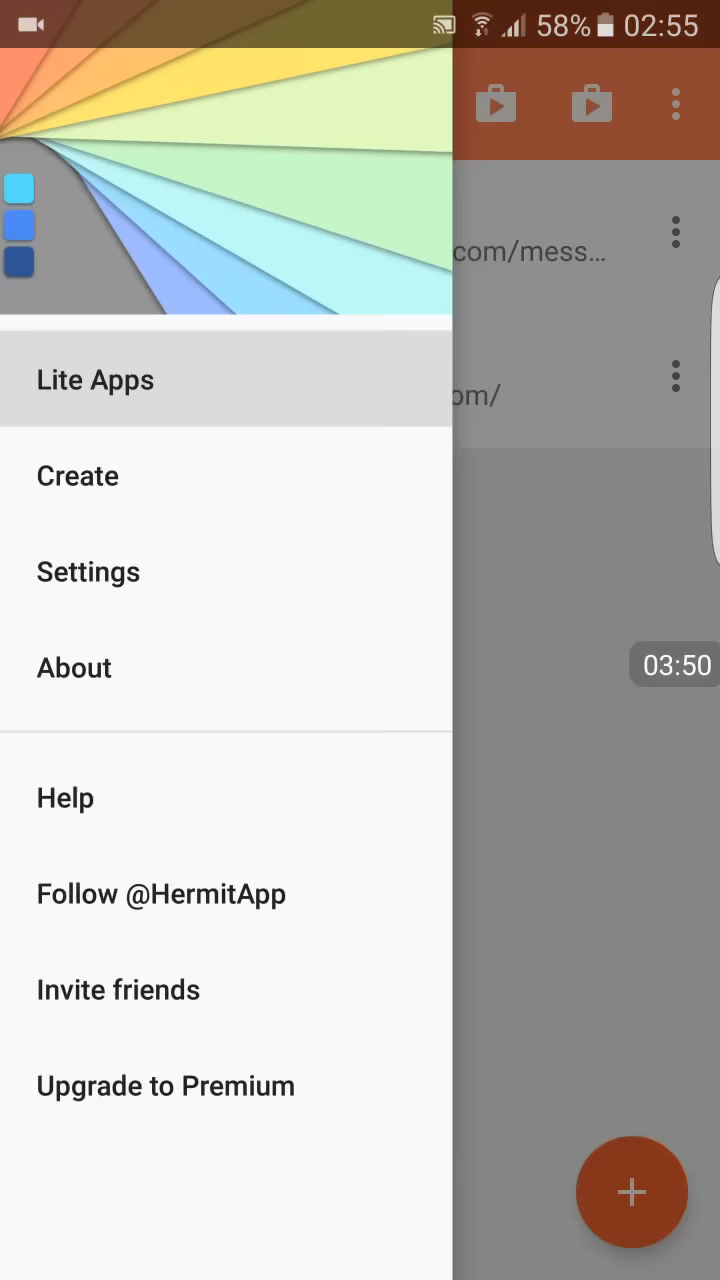 58% 02:55
com/mess...
om/
Lite Apps
Create
Settings
About
03:50
Help
Follow @HermitApp
Invite friends
Upgrade to Premium